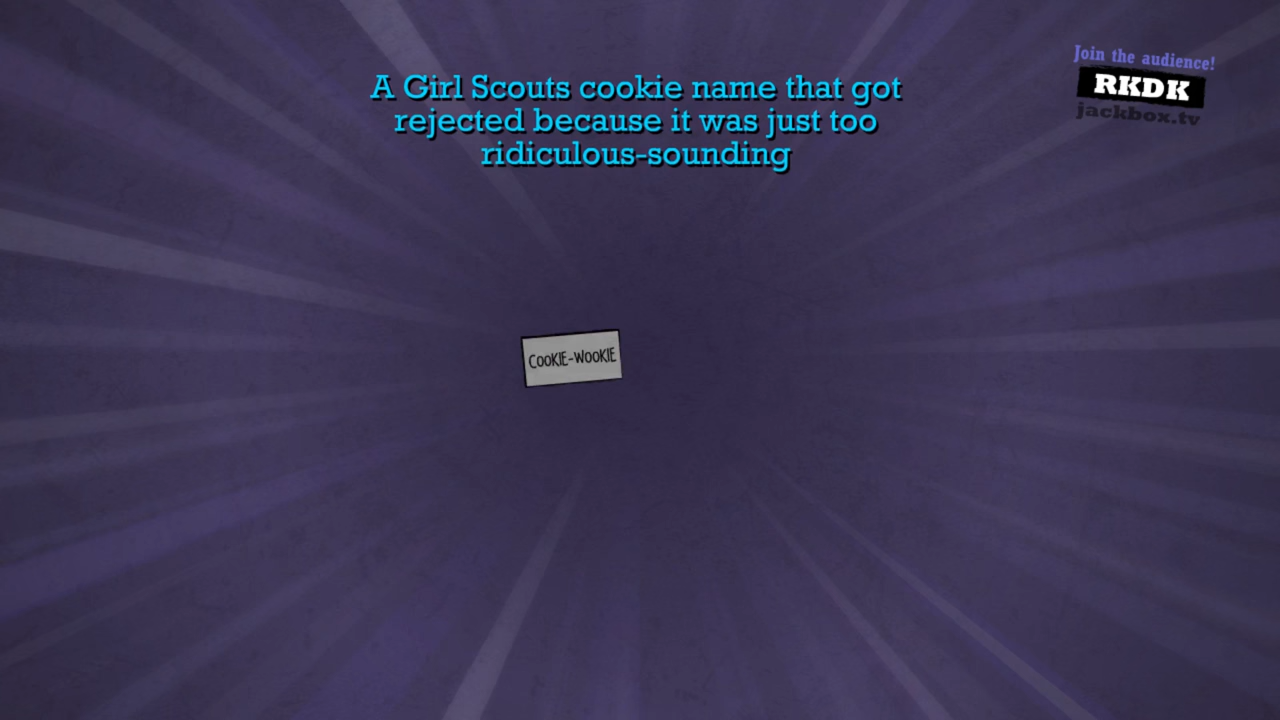 A Girl Scouts cookie name that got
rejected because it was just too
ridiculous-sounding
Join the audience!
RKDK
jackbox.tv
COOKIE-WOOKIE